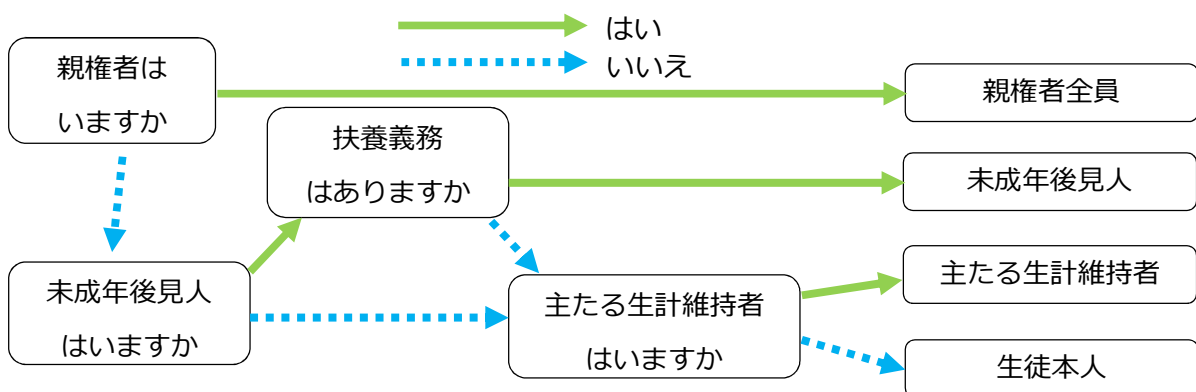 はい
いいえ
親権者は
いますか
親権者全員
扶養義務
はありますか
未成年後見人
未成年後見人
はいますか
主たる生計維持者
はいますか
主たる生計維持者
生徒本人